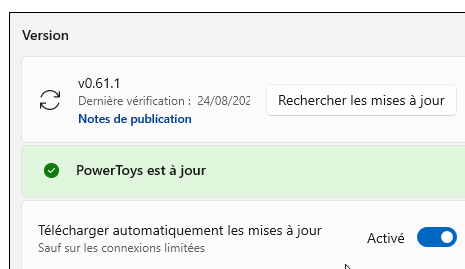 Version
v0.61.1
Dernière vérification : 24/08/202
Rechercher les mises à jour
Notes de publication
PowerToys est à jour
Télécharger automatiquement les mises à jour
Activé
Sauf sur les connexions limitées